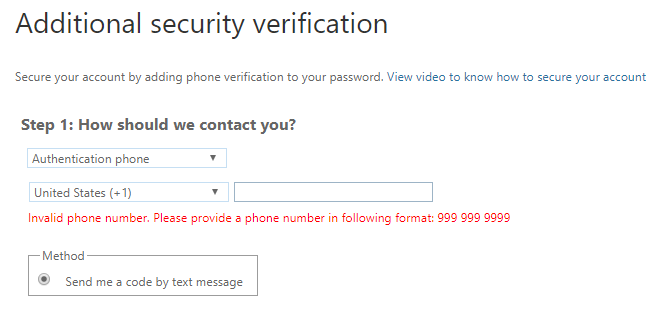 Additional security verification
Secure your account by adding phone verification to your password. View video to know how to secure your account
Step 1: How should we contact you?
Authentication phone
United States (+1)
Invalid phone number. Please provide a phone number in following format: 999 999 9999
Method
Send me a code by text message